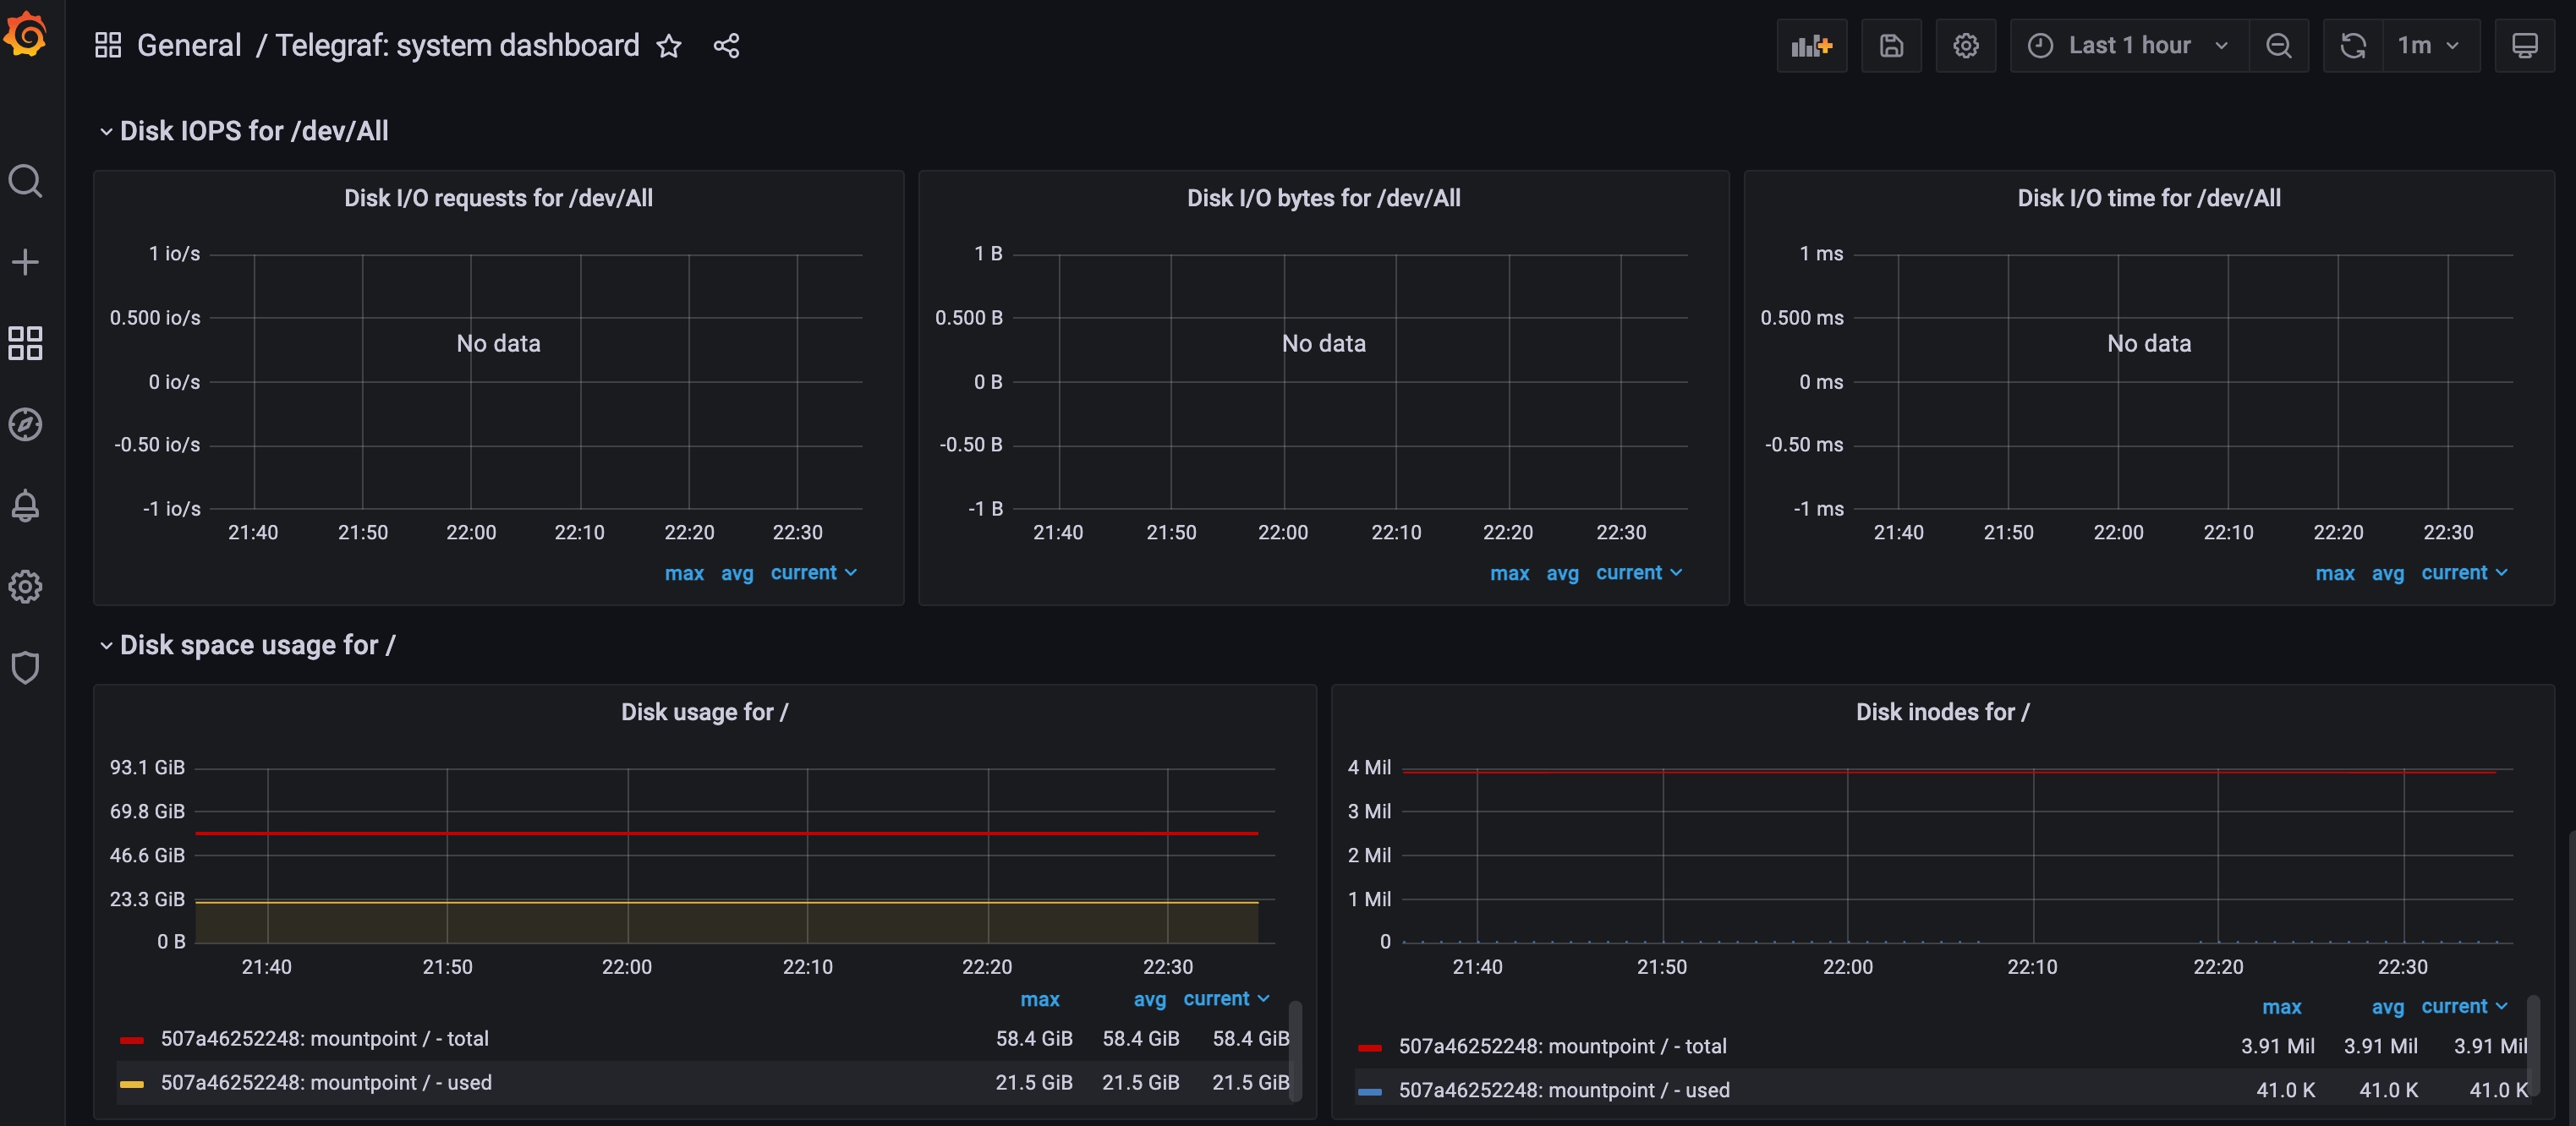 General / Telegraf: system dashboard
Last 1 hour
1m
Disk IOPS for /dev/All
Disk I/O requests for /dev/All
1 io/s
0.500 io/s
No data
0 io/s
-0.50 io/s
-1 io/s
21:40 21:50 22:00 22:10 22:20 22:30
max avg current
Disk I/O bytes for /dev/All
1 B
0.500 B
No data
0 B
-0.50 B
-1 B
21:40 21:50 22:00 22:10 22:20 22:30
max avg current
Disk I/O time for /dev/All
1 ms
0.500 ms
No data
0 ms
-0.50 ms
-1 ms
21:40 21:50 22:00 22:10 22:20 22:30
max avg current
Disk space usage for /
Disk usage for /
93.1 GiB
69.8 GiB
46.6 GiB
23.3 GiB
0 B
21:40 21:50 22:00 22:10 22:20 22:30
max avg current
507a46252248: mountpoint / - total 58.4 GiB 58.4 GiB 58.4 GiB
507a46252248: mountpoint / - used 21.5 GiB 21.5 GiB 21.5 GiB
Disk inodes for /
4 Mil
3 Mil
2 Mil
1 Mil
0
21:40 21:50 22:00 22:10 22:20 22:30
max avg current
507a46252248: mountpoint / - total 3.91 Mil 3.91 Mil 3.91 Mil
507a46252248: mountpoint / - used 41.0 K 41.0 K 41.0 K